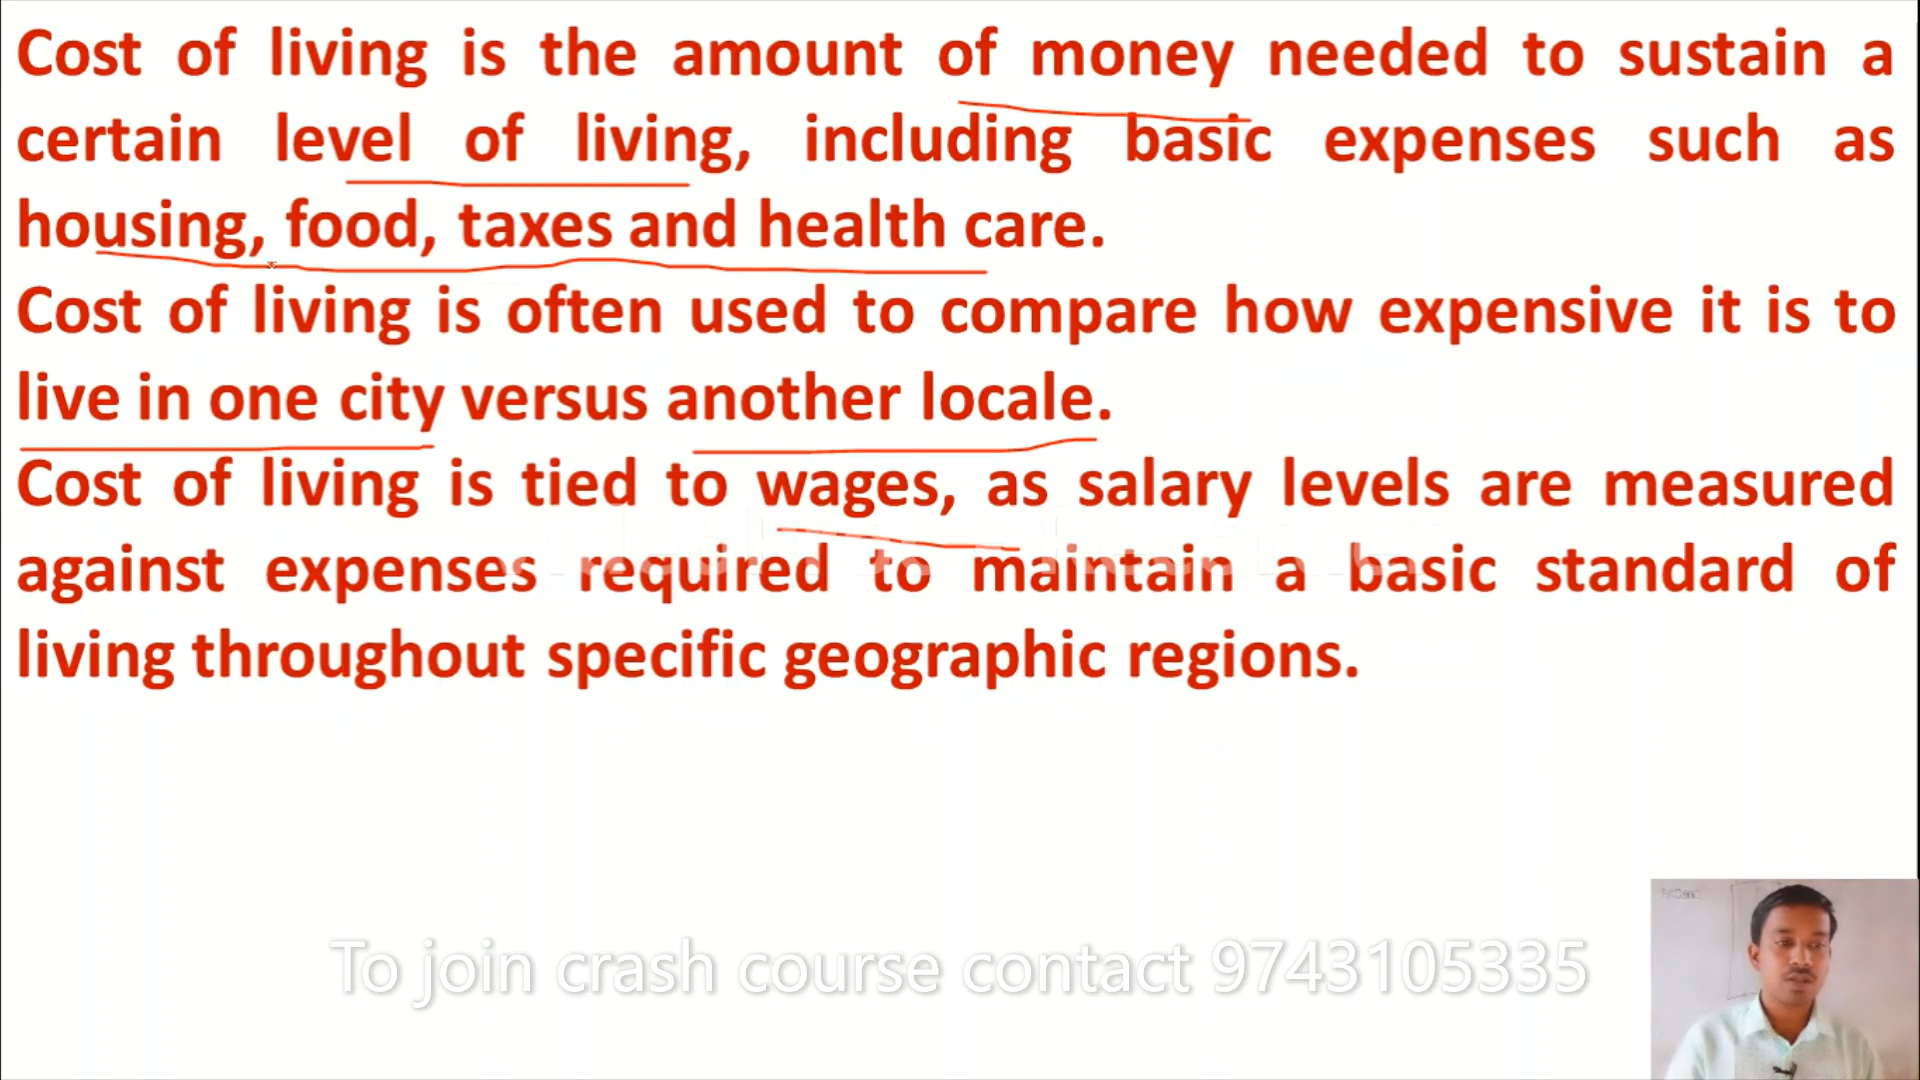 Cost of living is the amount of money needed to sustain a
certain level of living, including basic expenses such as
housing, food, taxes and health care.
Cost of living is often used to compare how expensive it is to
live in one city versus another locale.
Cost of living is tied to wages, as salary levels are measured
against expenses required to maintain a basic standard of
living throughout specific geographic regions.
To join crash course contact 9743105335